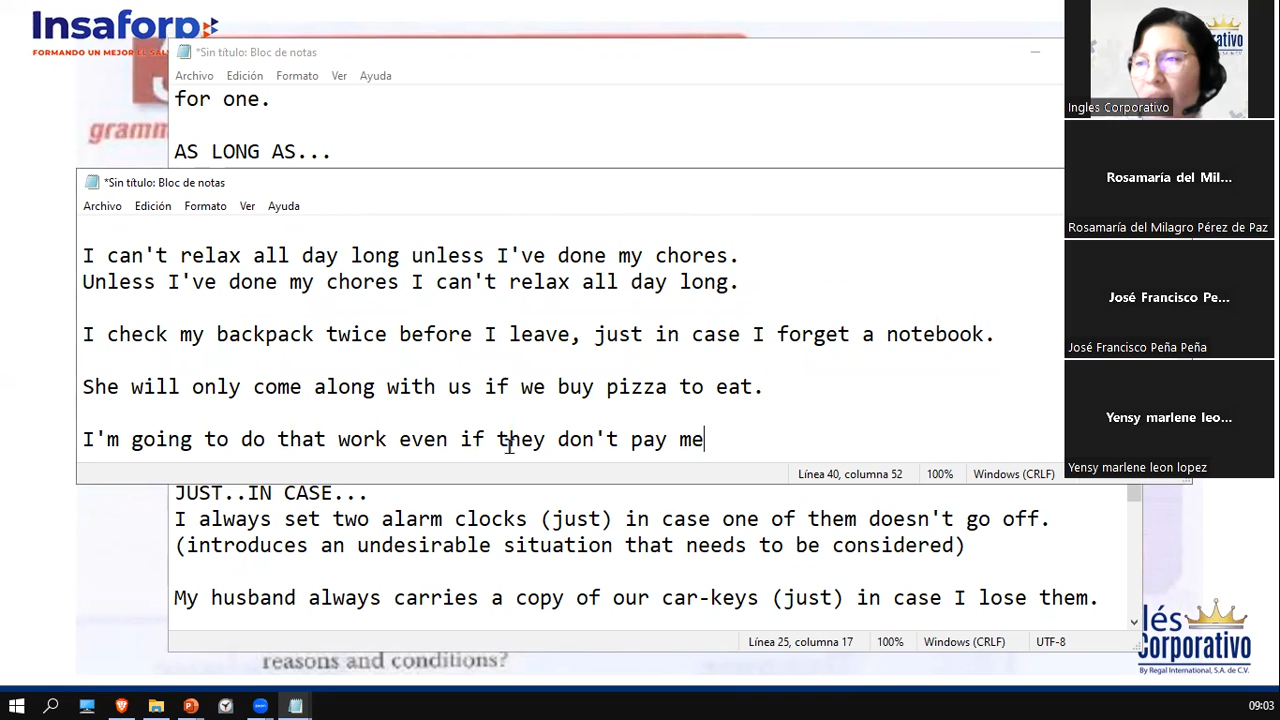 Insaforp
FORMANDO UN MEJOR EL SAL
*Sin título: Bloc de notas
Archivo Edición Formato Ver Ayuda
for one.
gramm
AS LONG AS...
*Sin título: Bloc de notas
Archivo Edición Formato Ver Ayuda
I can't relax all day long unless I've done my chores.
Unless I've done my chores I can't relax all day long.
I check my backpack twice before I leave, just in case I forget a notebook.
She will only come along with us if we buy pizza to eat.
I'm going to do that work even if they don't pay me
Línea 40, columna 52 100% Windows (CRLF)
JUST..IN CASE...
I always set two alarm clocks (just) in case one of them doesn't go off.
(introduces an undesirable situation that needs to be considered)
My husband always carries a copy of our car-keys (just) in case I lose them.
Línea 25, columna 17 100% Windows (CRLF) UTF-8
reasons and conditions?
lés
Corporativo
By Regal International, S.A. de C.V.
orativo
Ingles Corporativo
Rosamaría del Mil...
Rosamaría del Milagro Pérez de Paz
José Francisco Pe...
José Francisco Peña Peña
Yensy marlene leo...
Yensy marlene leon lopez
09:03